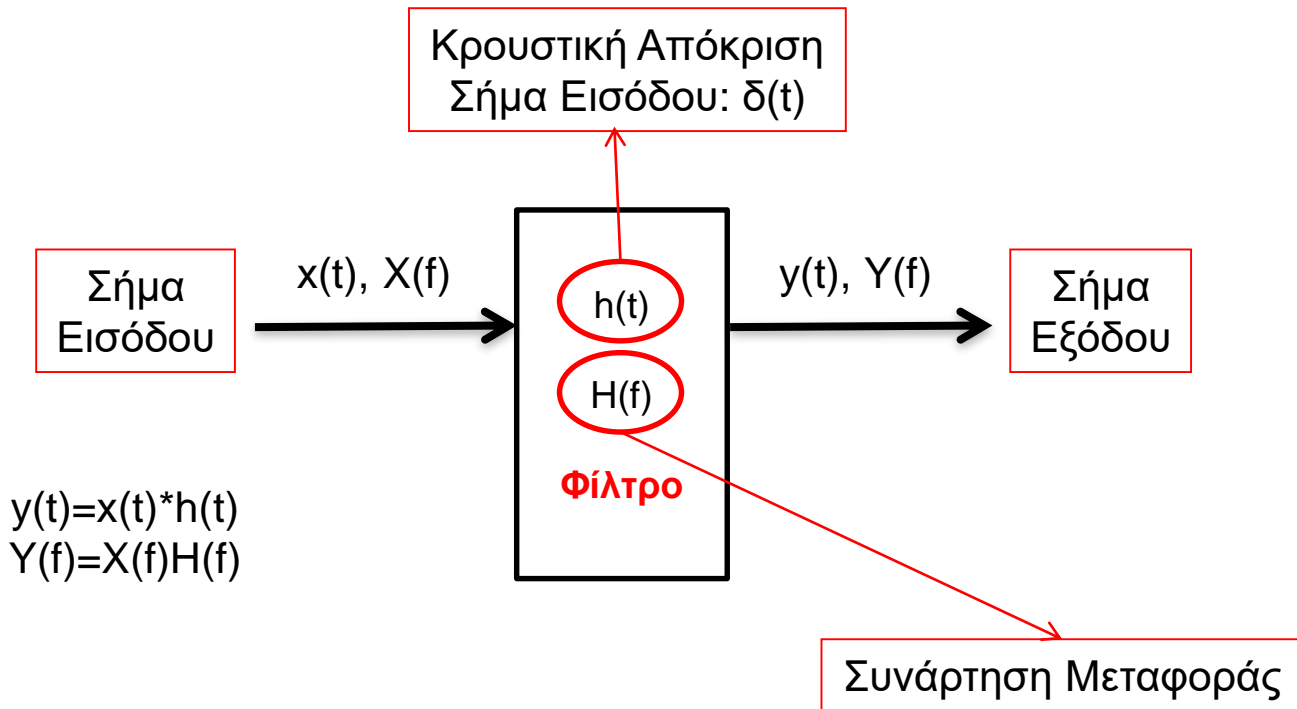 Κρουστική Απόκριση
Σήμα Εισόδου: δ(t)
Σήμα
Εισόδου
x(t), X(f)
h(t)
H(f)
Φίλτρο
y(t), Y(f)
Σήμα
Εξόδου
y(t)=x(t)*h(t)
Y(f)=X(f)H(f)
Συνάρτηση Μεταφοράς